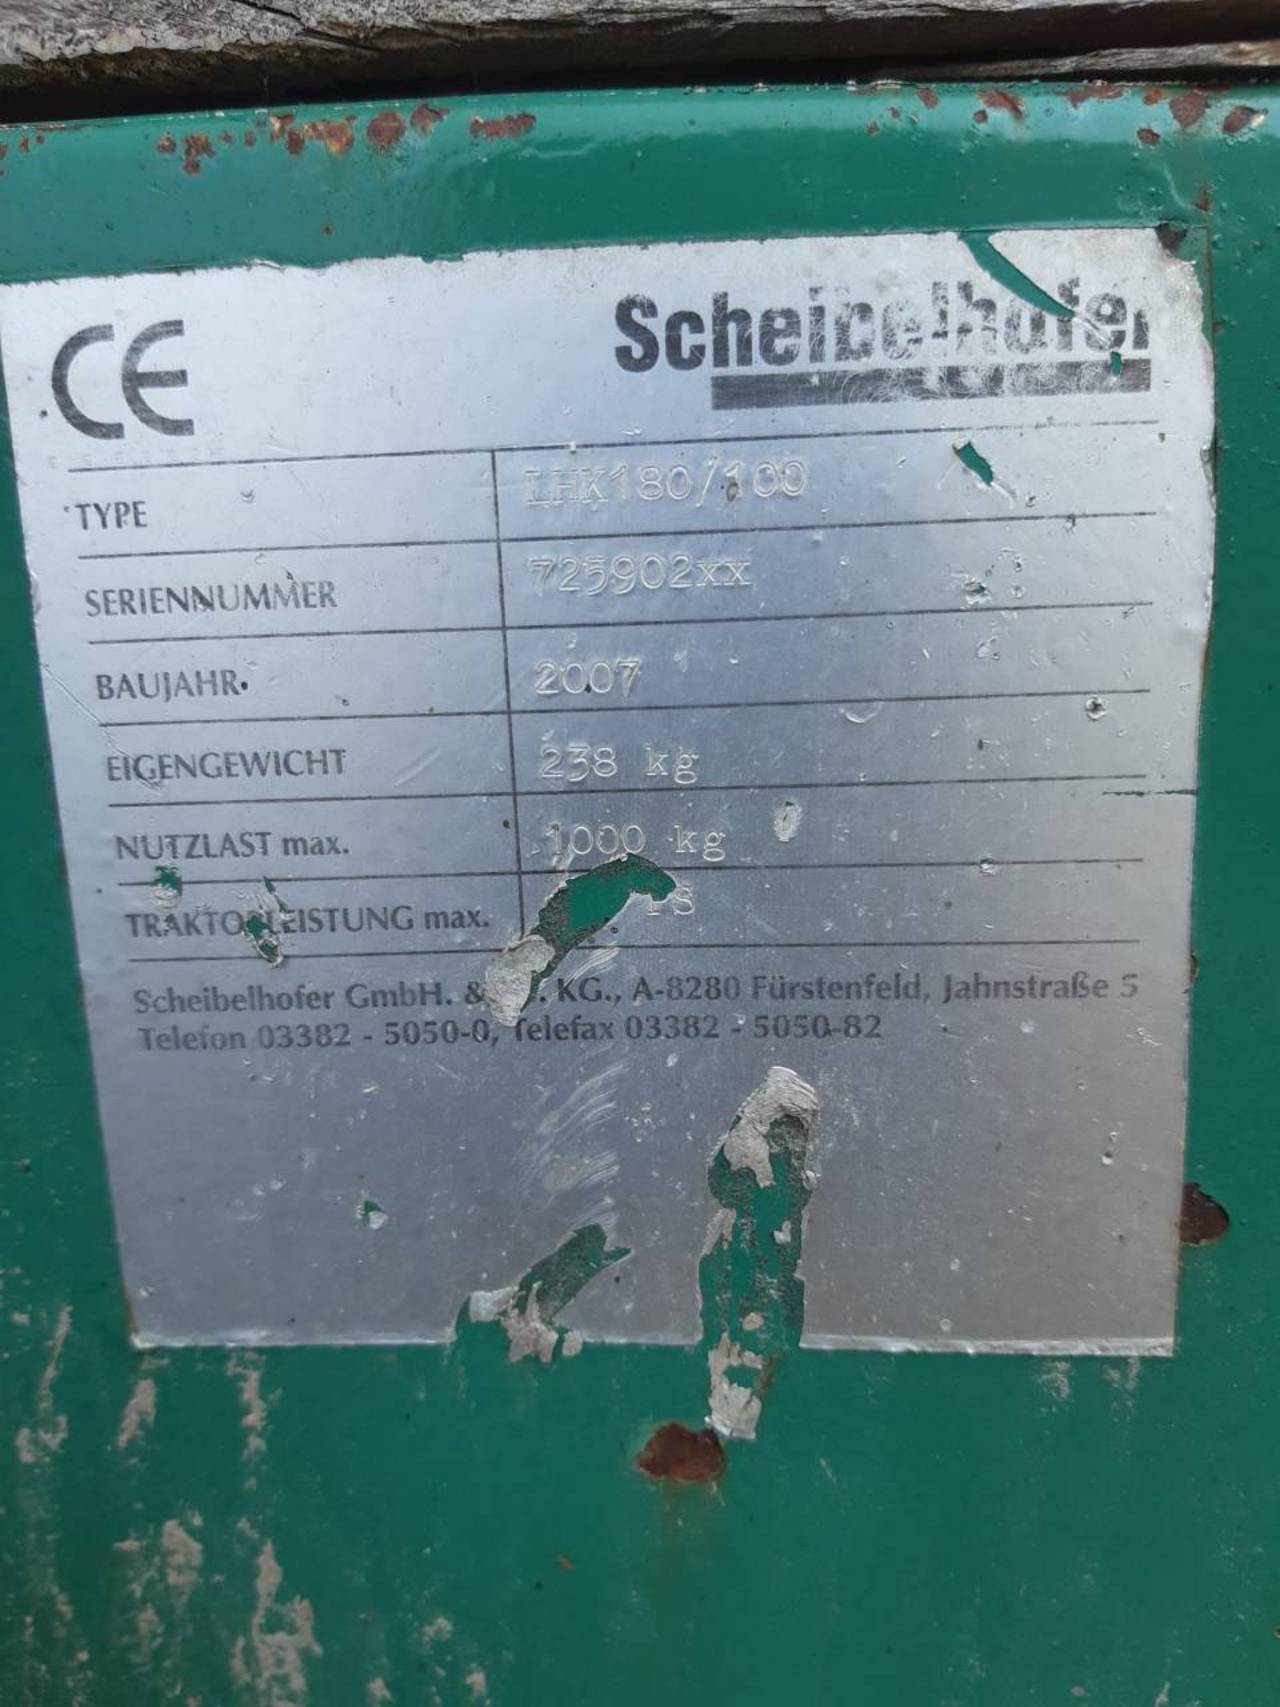 CE
Scheibelhofer
TYPE LHK180/100
SERIENNUMMER 725902xx
BAUJAHR 2007
EIGENGEWICHT 238 kg
NUTZLAST max. 1000 kg
TRAKTORLEISTUNG max. PS
Scheibelhofer GmbH. & KG., A-8280 Fürstenfeld, Jahnstraße 5
Telefon 03382 - 5050-0, Telefax 03382 - 5050-82